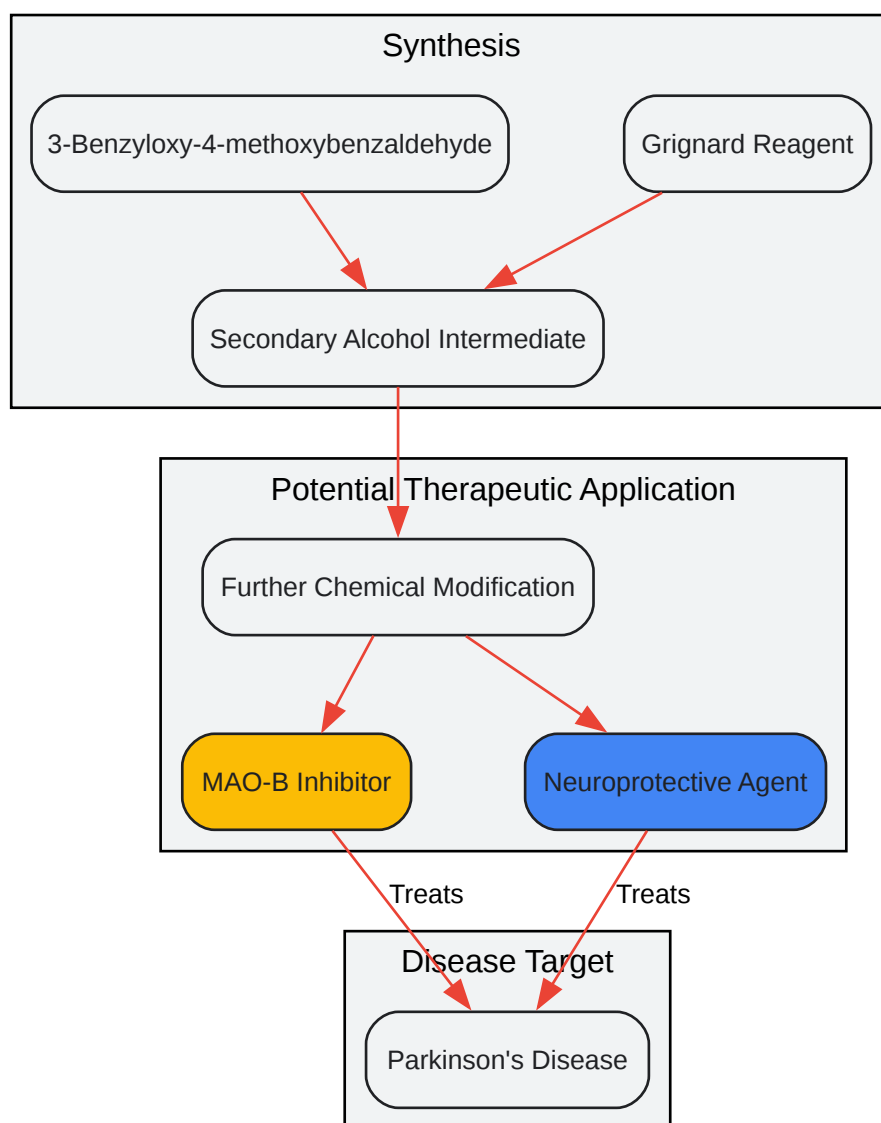 Synthesis
3-Benzyloxy-4-methoxybenzaldehyde
Grignard Reagent
Secondary Alcohol Intermediate
Potential Therapeutic Application
Further Chemical Modification
MAO-B Inhibitor
Neuroprotective Agent
Treats
Treats
Disease Target
Parkinson's Disease